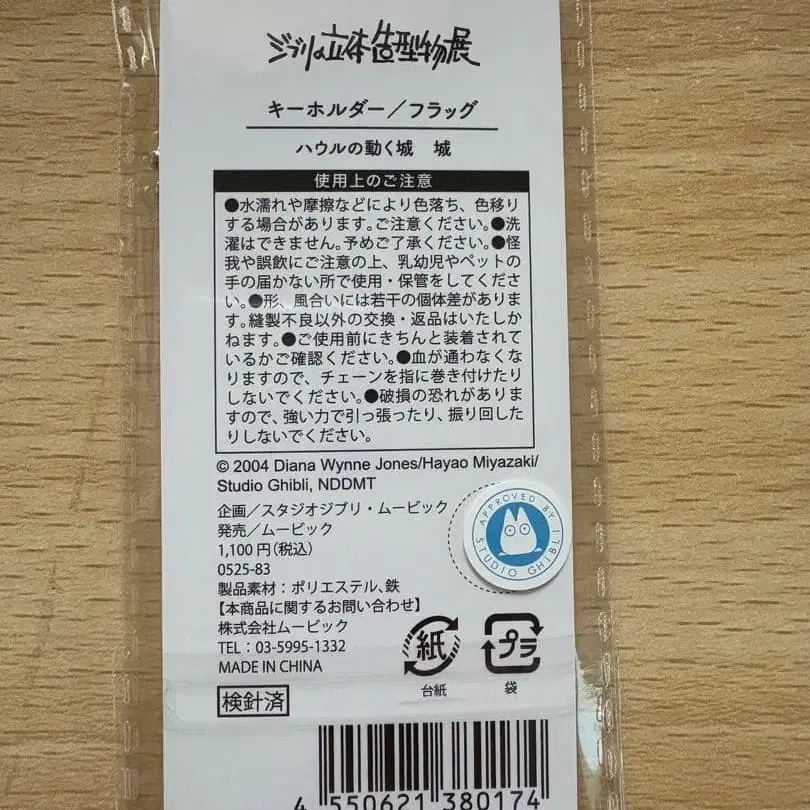 ジブリの立体造型物展
キーホルダー／フラッグ
ハウルの動く城　城
使用上のご注意
●水濡れや摩擦などにより色落ち、色移り
する場合があります。ご注意ください。●洗
濯はできません。予めご了承ください。●怪
我や誤飲にご注意の上、乳幼児やペットの
手の届かない所で使用・保管をしてくださ
い。●形、風合いには若干の個体差がありま
す。縫製不良以外の交換・返品はいたしか
ねます。●ご使用前にきちんと装着されて
いるかご確認ください。●血が通わなくな
りますので、チェーンを指に巻き付けたり
しないでください。●破損の恐れがありま
すので、強い力で引っ張ったり、振り回した
りしないでください。
© 2004 Diana Wynne Jones/Hayao Miyazaki/
Studio Ghibli, NDDMT
企画／スタジオジブリ・ムービック
発売／ムービック
1,100円(税込)
0525-83
製品素材：ポリエステル、鉄
【本商品に関するお問い合わせ】
株式会社ムービック
TEL：03-5995-1332
MADE IN CHINA
検針済
APPROVED BY
STUDIO GHIBLI
紙
台紙
プラ
袋
4 550621 380174